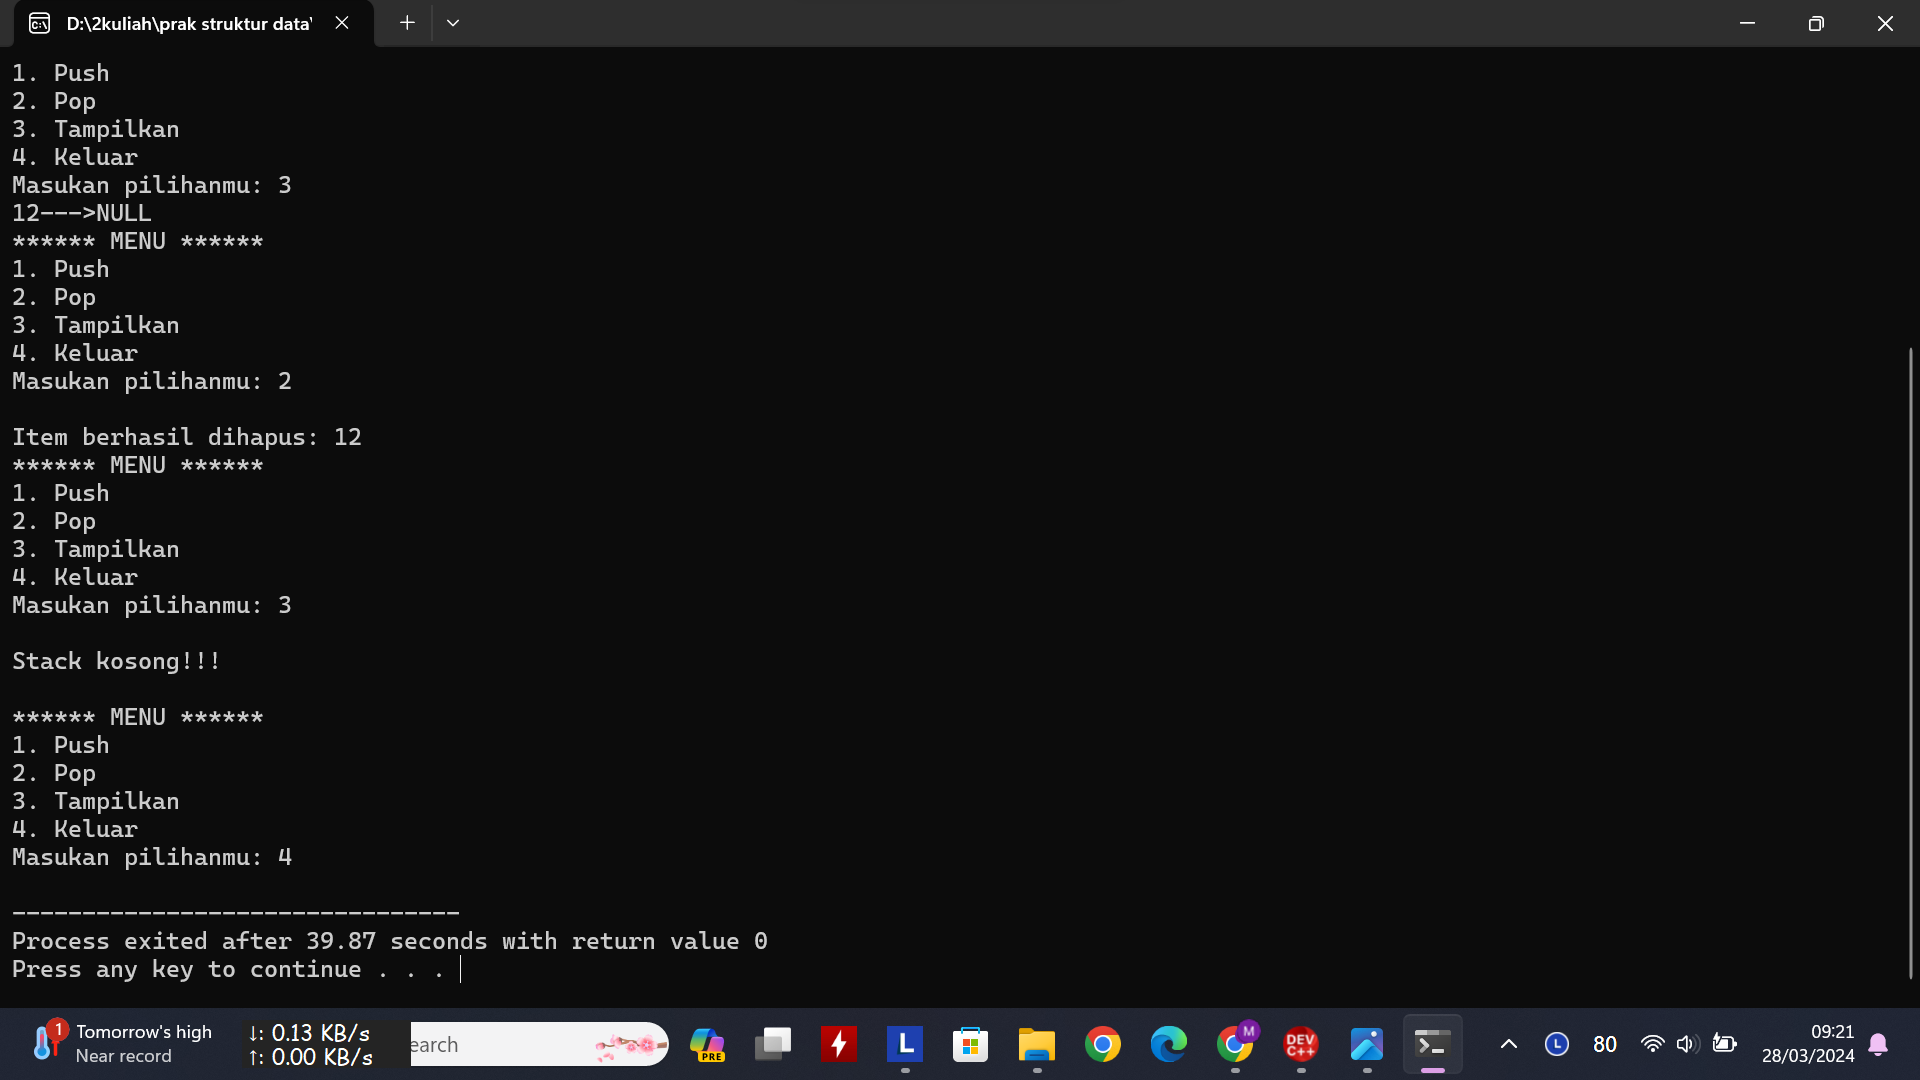 D:\2kuliah\prak struktur data\
1. Push
2. Pop
3. Tampilkan
4. Keluar
Masukan pilihanmu: 3
12--->NULL
****** MENU ******
1. Push
2. Pop
3. Tampilkan
4. Keluar
Masukan pilihanmu: 2
Item berhasil dihapus: 12
****** MENU ******
1. Push
2. Pop
3. Tampilkan
4. Keluar
Masukan pilihanmu: 3
Stack kosong!!!
****** MENU ******
1. Push
2. Pop
3. Tampilkan
4. Keluar
Masukan pilihanmu: 4
--------------------------------
Process exited after 39.87 seconds with return value 0
Press any key to continue . . .
1
Tomorrow's high
Near record
↓: 0.13 KB/s
↑: 0.00 KB/s
earch
PRE
L
M
DEV
C++
L
80
09:21
28/03/2024